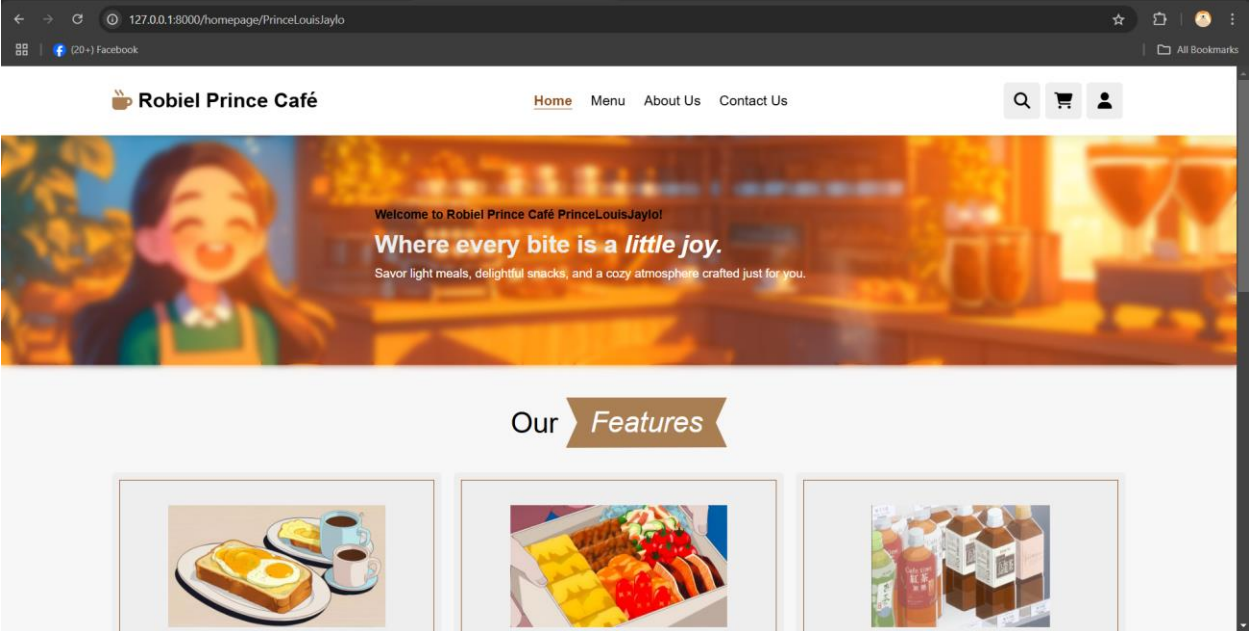 127.0.0.1:8000/homepage/PrinceLouisJaylo
(20+) Facebook
All Bookmarks
Robiel Prince Café
Home
Menu
About Us
Contact Us
Welcome to Robiel Prince Café PrinceLouisJaylo!
Where every bite is a little joy.
Savor light meals, delightful snacks, and a cozy atmosphere crafted just for you.
Our Features